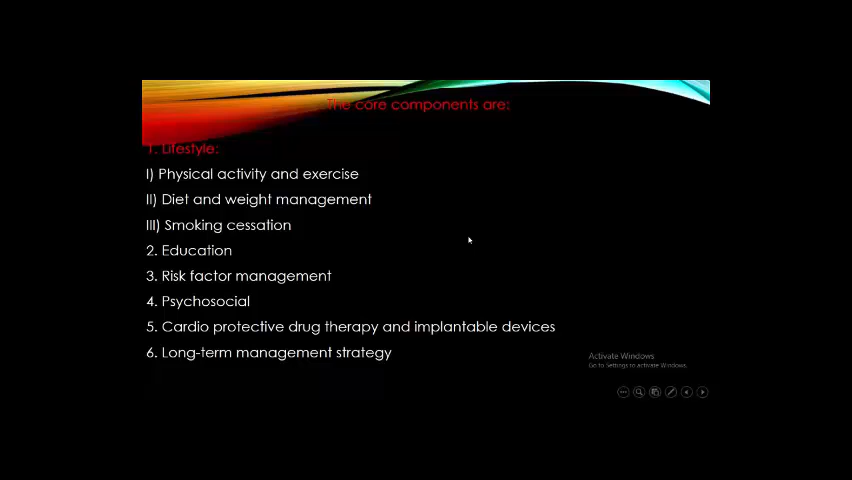 The core components are:
1. Lifestyle:
I) Physical activity and exercise
II) Diet and weight management
III) Smoking cessation
2. Education
3. Risk factor management
4. Psychosocial
5. Cardio protective drug therapy and implantable devices
6. Long-term management strategy
Activate Windows
Go to Settings to activate Windows.